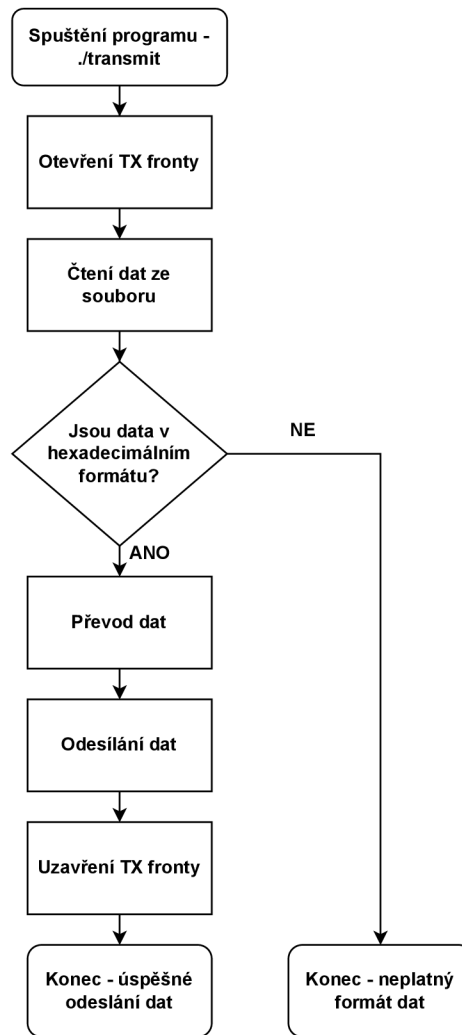 Spuštění programu -
./transmit
Otevření TX fronty
Čtení dat ze
souboru
Jsou data v
hexadecimálním
formátu?
NE
ANO
Převod dat
Odesílání dat
Uzavření TX fronty
Konec - úspěšné
odeslání dat
Konec - neplatný
formát dat